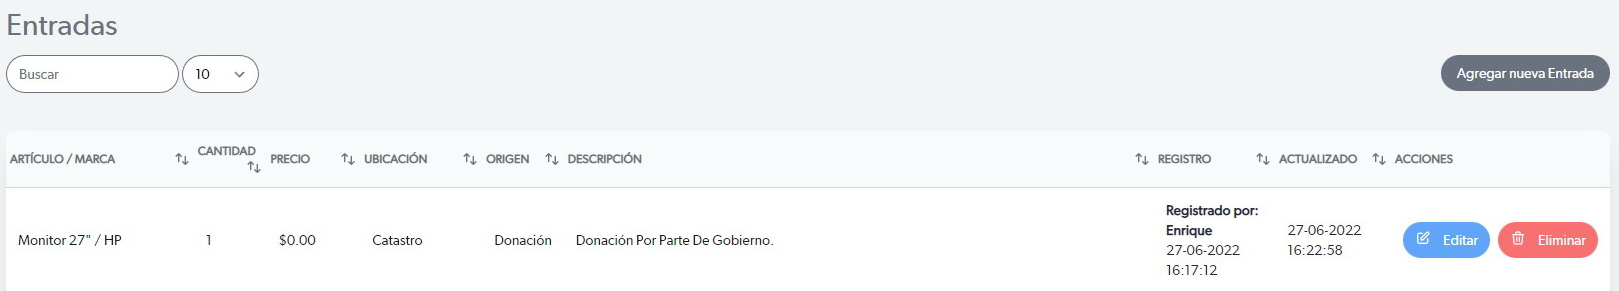 Entradas
Buscar
10
Agregar nueva Entrada
ARTÍCULO / MARCA CANTIDAD PRECIO UBICACIÓN ORIGEN DESCRIPCIÓN REGISTRO ACTUALIZADO ACCIONES
Monitor 27" / HP 1 $0.00 Catastro Donación Donación Por Parte De Gobierno.
Registrado por:
Enrique
27-06-2022
16:17:12
27-06-2022
16:22:58
Editar
Eliminar